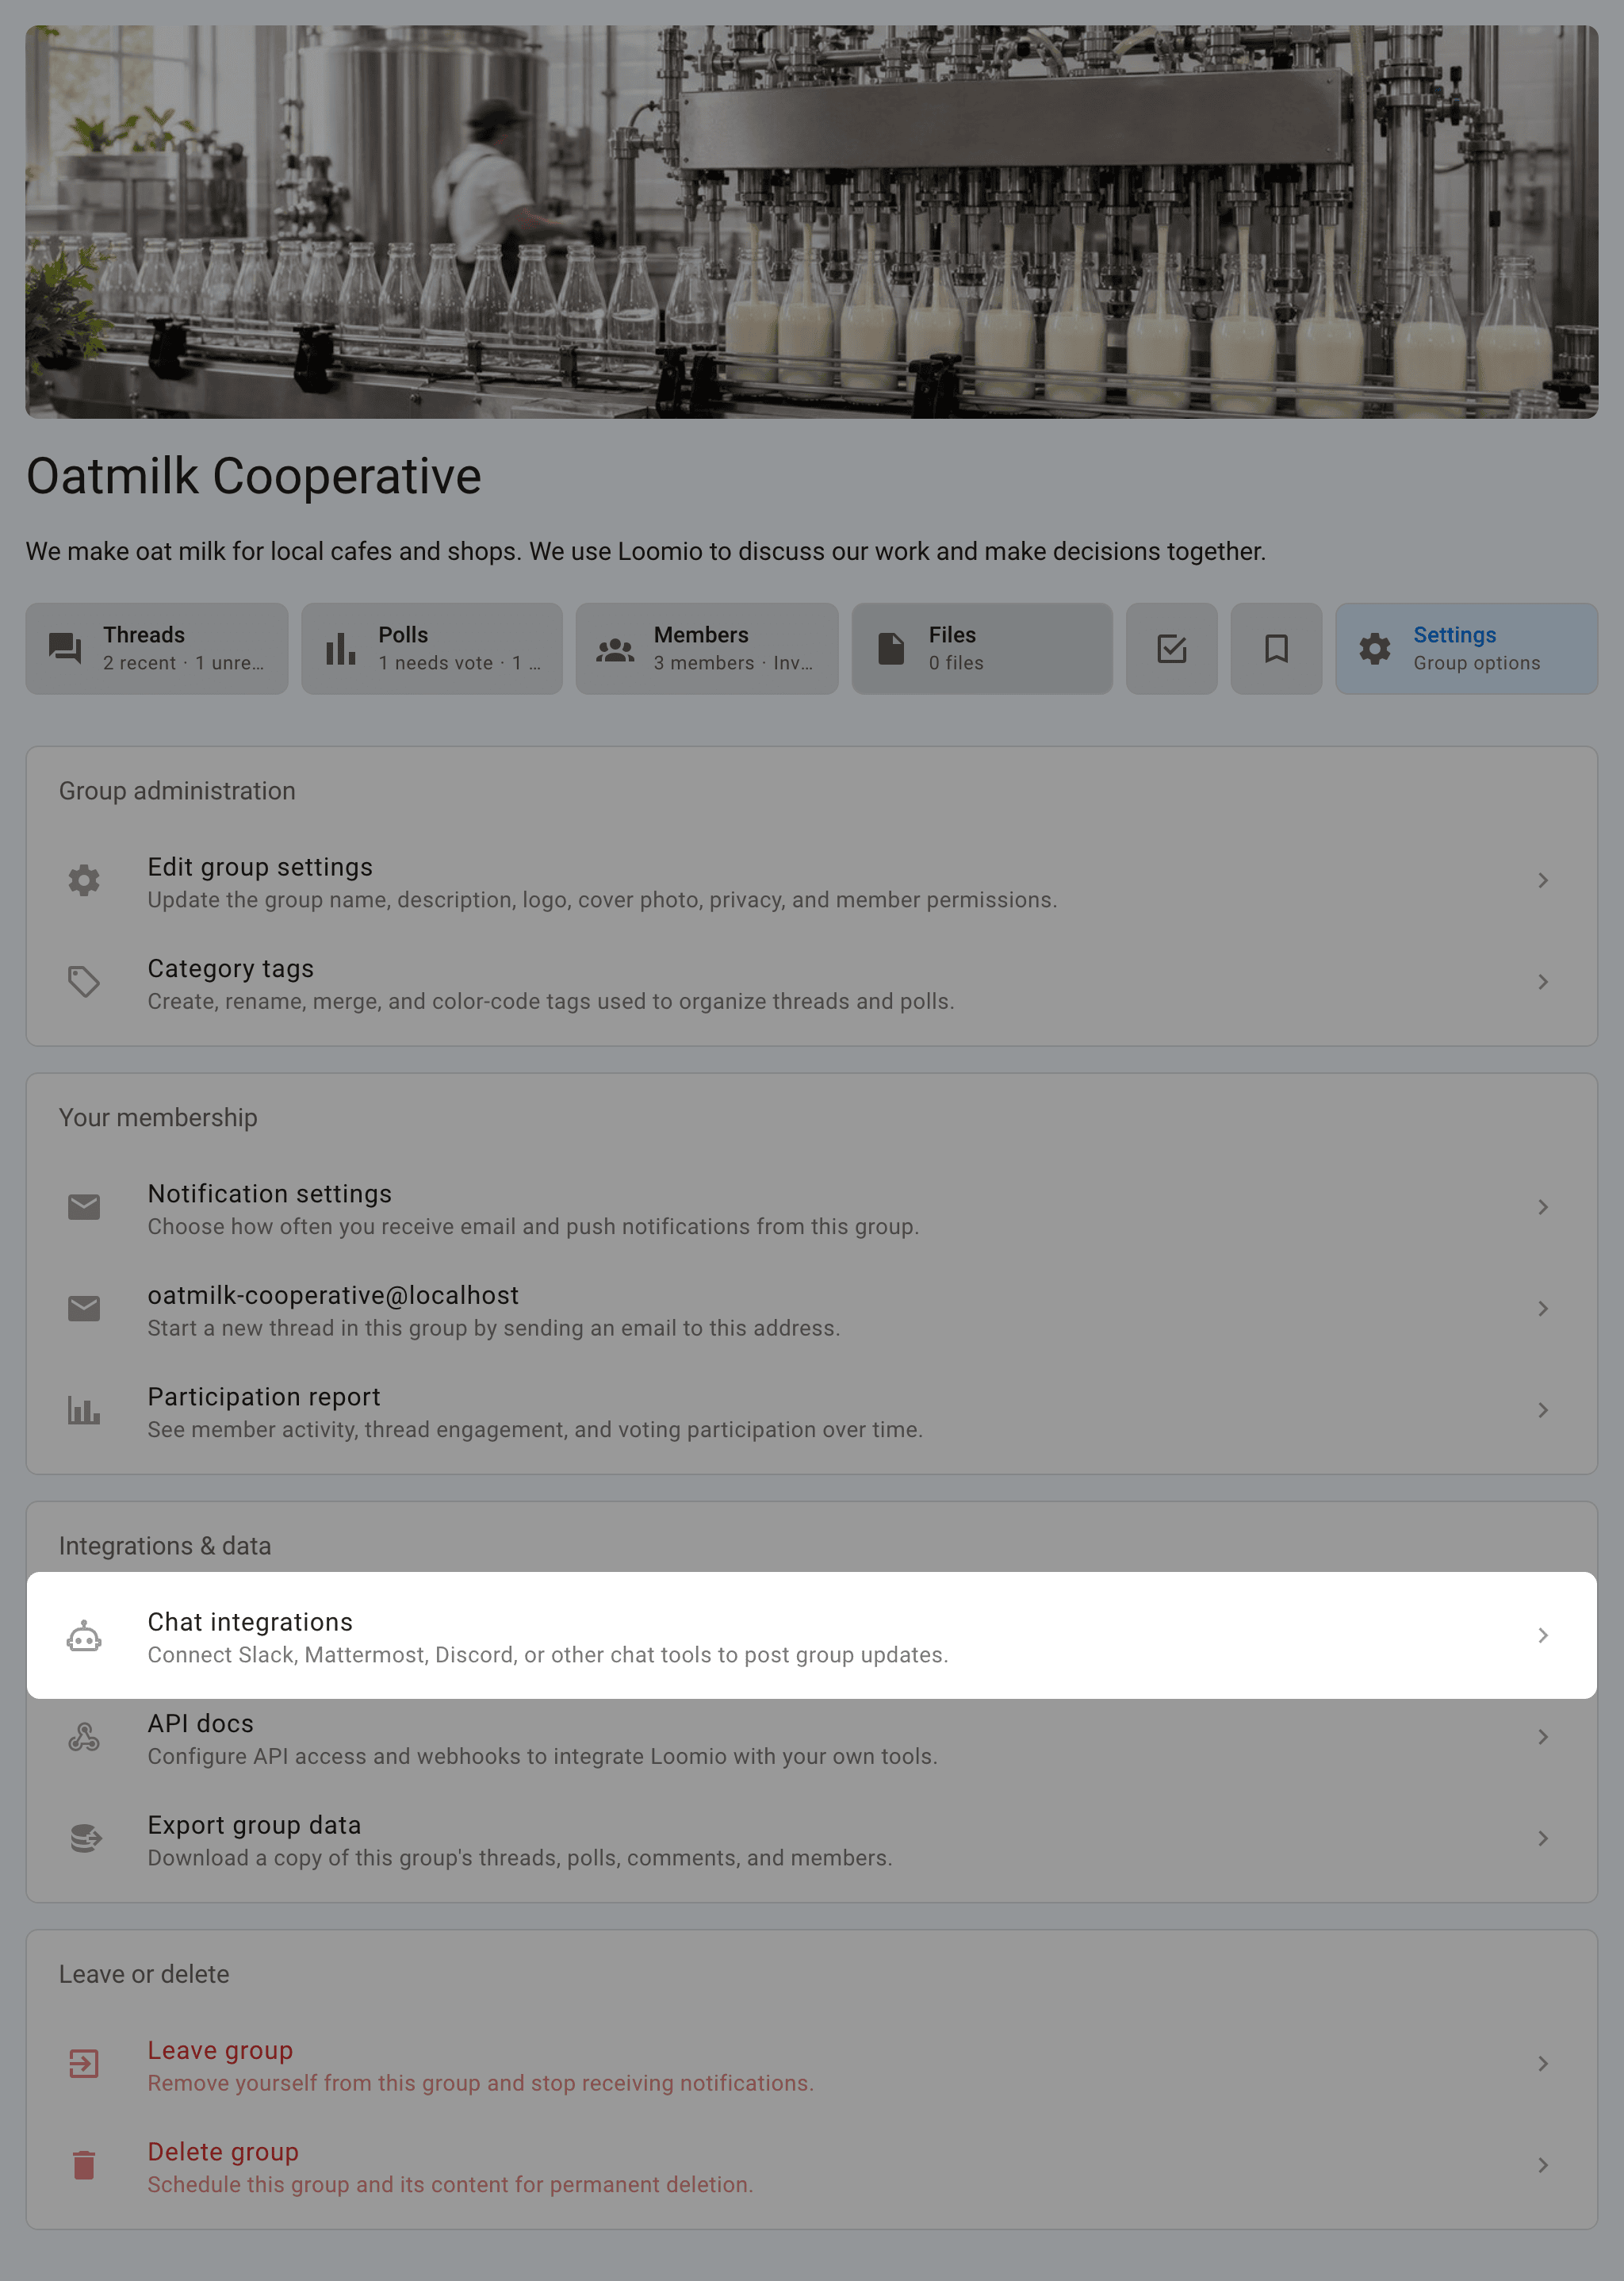 Oatmilk Cooperative
We make oat milk for local cafes and shops. We use Loomio to discuss our work and make decisions together.
Threads
2 recent · 1 unre...
Polls
1 needs vote · 1 ...
Members
3 members · Inv...
Files
0 files
Settings
Group options
Group administration
Edit group settings
Update the group name, description, logo, cover photo, privacy, and member permissions.
Category tags
Create, rename, merge, and color-code tags used to organize threads and polls.
Your membership
Notification settings
Choose how often you receive email and push notifications from this group.
oatmilk-cooperative@localhost
Start a new thread in this group by sending an email to this address.
Participation report
See member activity, thread engagement, and voting participation over time.
Integrations & data
Chat integrations
Connect Slack, Mattermost, Discord, or other chat tools to post group updates.
API docs
Configure API access and webhooks to integrate Loomio with your own tools.
Export group data
Download a copy of this group's threads, polls, comments, and members.
Leave or delete
Leave group
Remove yourself from this group and stop receiving notifications.
Delete group
Schedule this group and its content for permanent deletion.